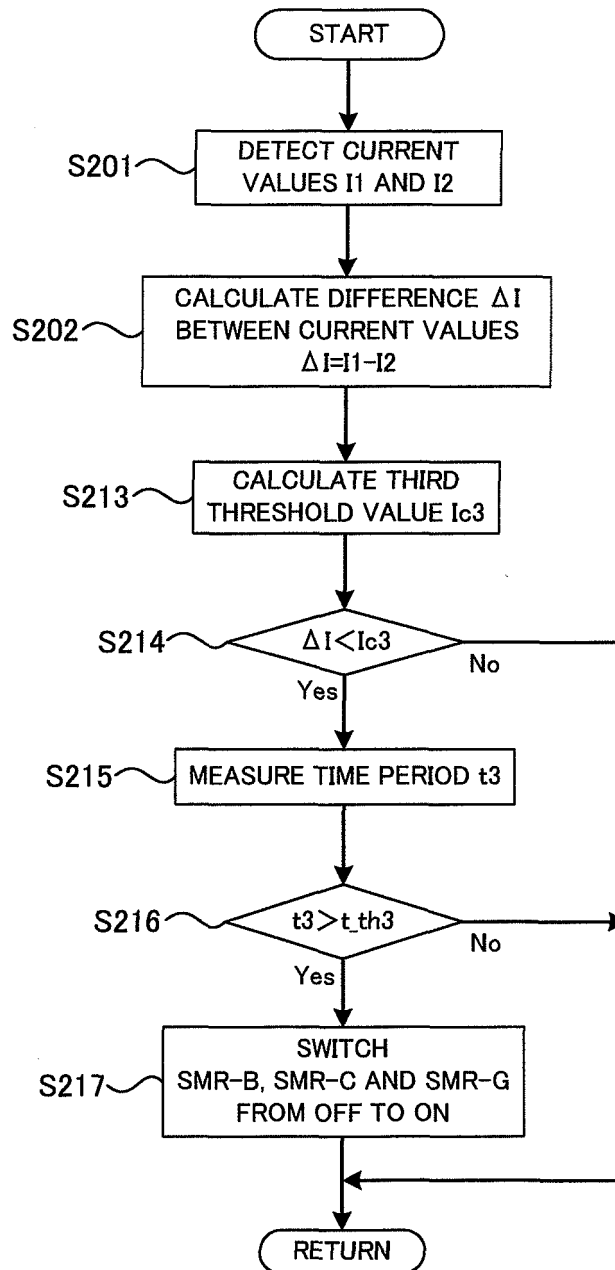 START
S201
DETECT CURRENT
VALUES I1 AND I2
S202
CALCULATE DIFFERENCE ΔI
BETWEEN CURRENT VALUES
ΔI=I1-I2
S213
CALCULATE THIRD
THRESHOLD VALUE Ic3
S214
ΔI<Ic3
No
Yes
S215
MEASURE TIME PERIOD t3
S216
t3>t_th3
No
Yes
S217
SWITCH
SMR-B, SMR-C AND SMR-G
FROM OFF TO ON
RETURN